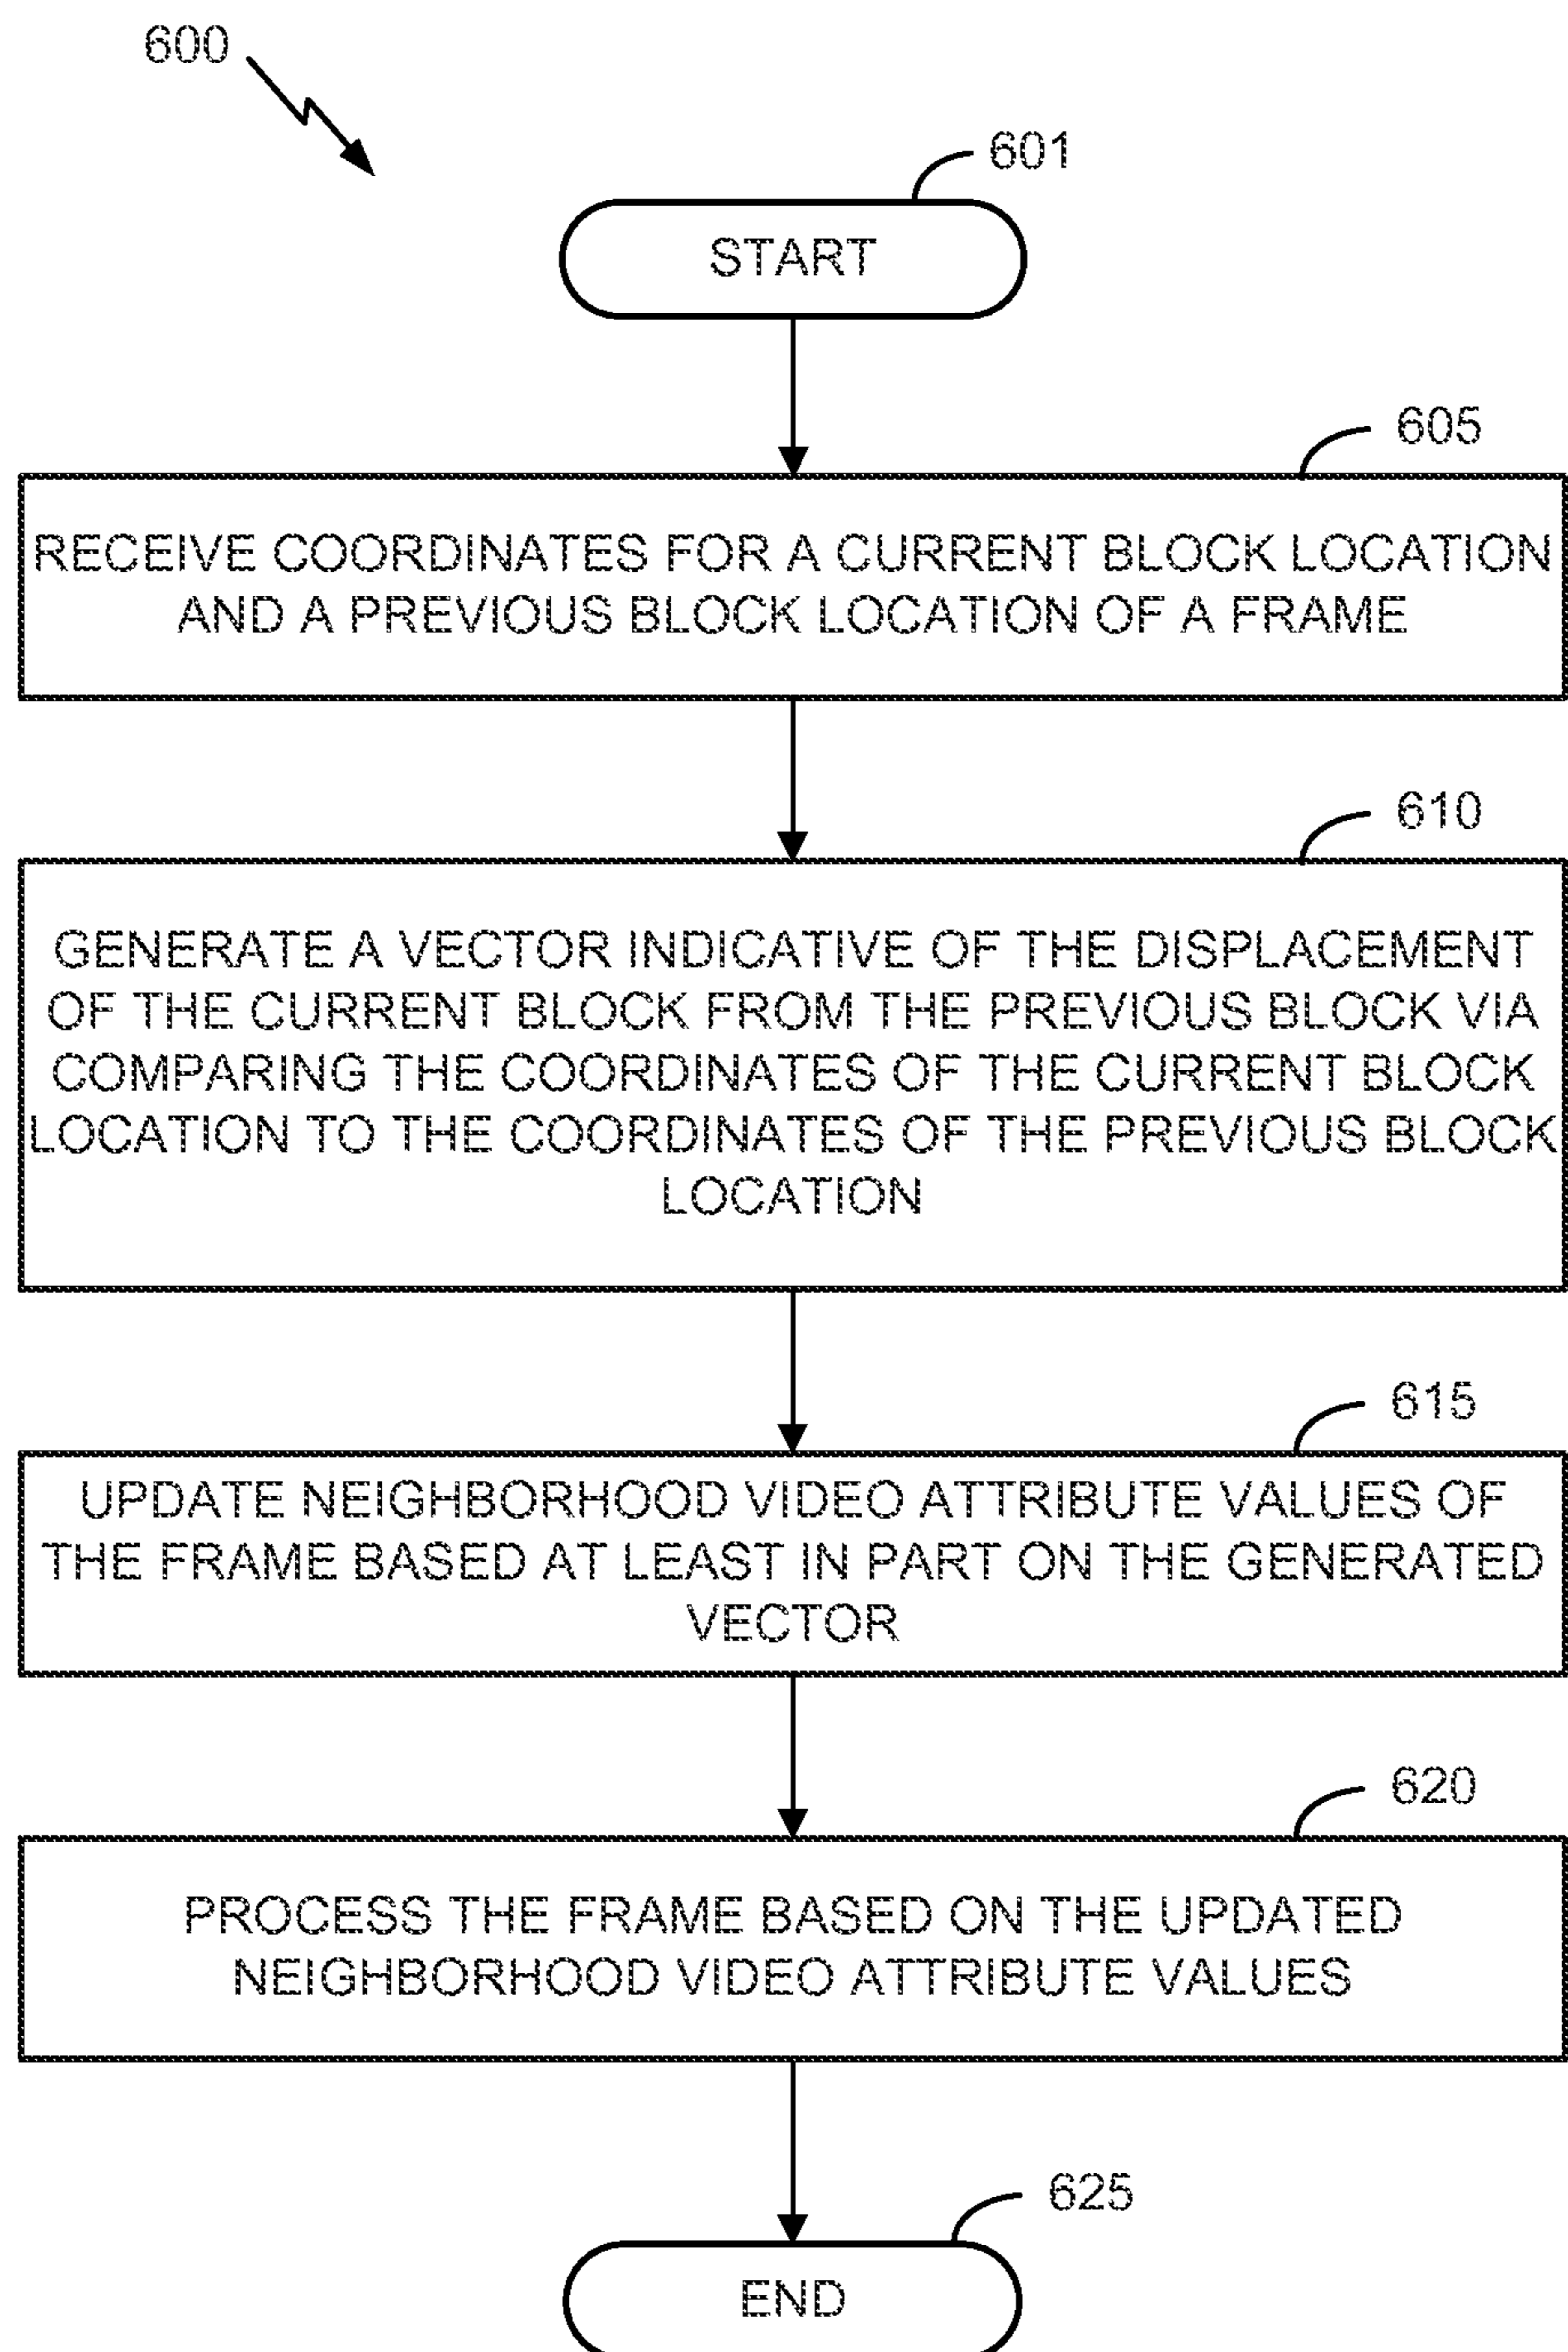 600
601
START
605
RECEIVE COORDINATES FOR A CURRENT BLOCK LOCATION
AND A PREVIOUS BLOCK LOCATION OF A FRAME
610
GENERATE A VECTOR INDICATIVE OF THE DISPLACEMENT
OF THE CURRENT BLOCK FROM THE PREVIOUS BLOCK VIA
COMPARING THE COORDINATES OF THE CURRENT BLOCK
LOCATION TO THE COORDINATES OF THE PREVIOUS BLOCK
LOCATION
615
UPDATE NEIGHBORHOOD VIDEO ATTRIBUTE VALUES OF
THE FRAME BASED AT LEAST IN PART ON THE GENERATED
VECTOR
620
PROCESS THE FRAME BASED ON THE UPDATED
NEIGHBORHOOD VIDEO ATTRIBUTE VALUES
625
END